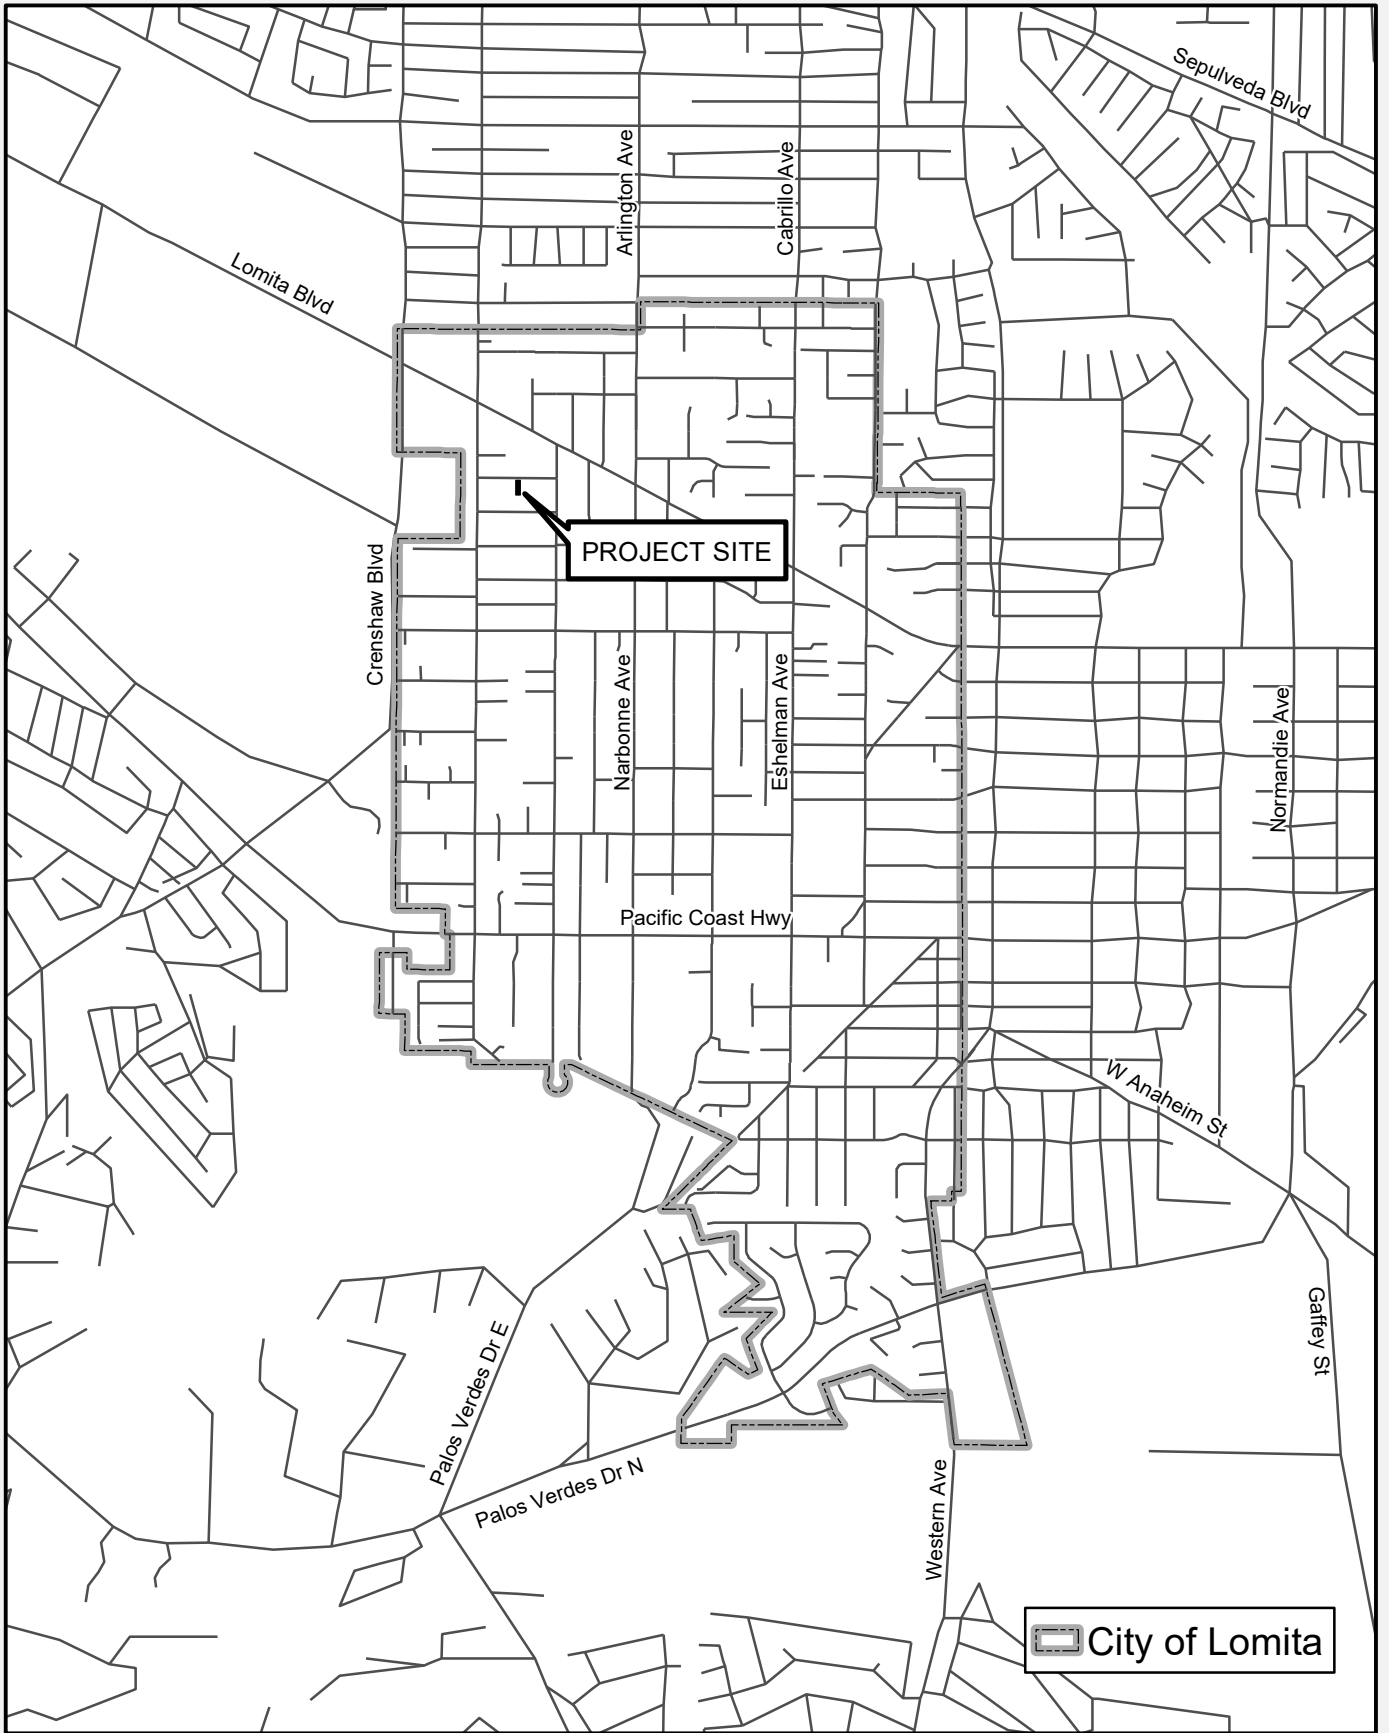 Sepulveda Blvd
Arlington Ave
Cabrillo Ave
Lomita Blvd
PROJECT SITE
Crenshaw Blvd
Narbonne Ave
Eshelman Ave
Normandie Ave
Pacific Coast Hwy
W Anaheim St
Gaffey St
Palos Verdes Dr E
Palos Verdes Dr N
Western Ave
City of Lomita